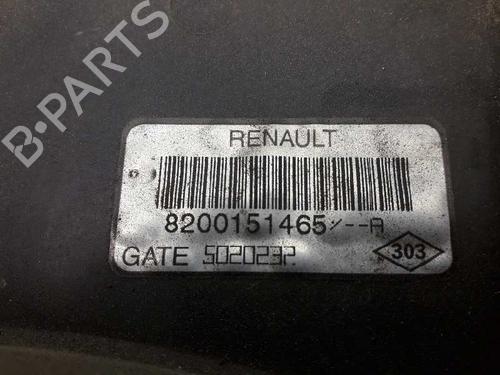 B-PARTS
RENAULT
8200151465/--A
GATE 5020232
303